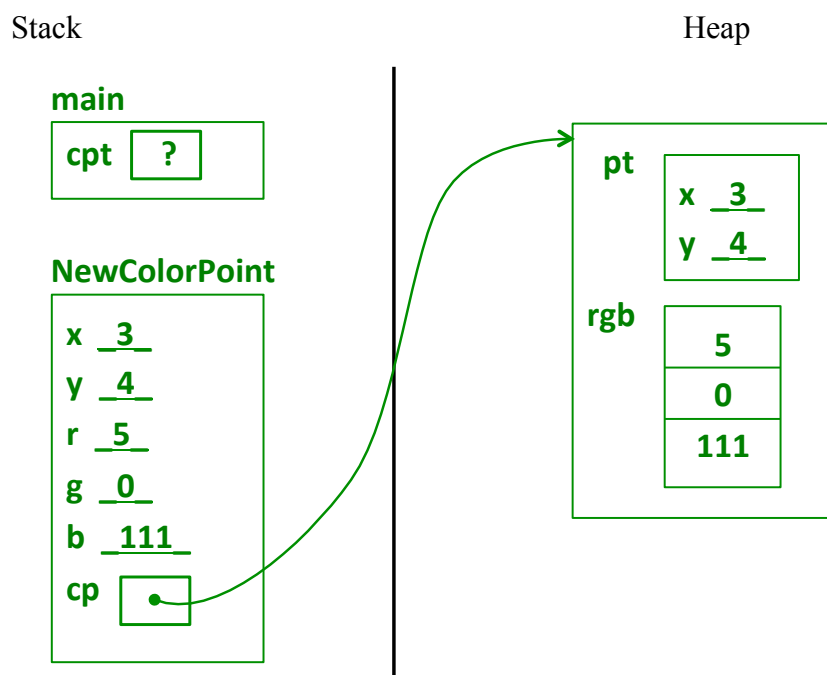 Stack
Heap
main
cpt ?
NewColorPoint
x _3_
y _4_
r _5_
g _0_
b _111_
cp
pt
x _3_
y _4_
rgb
5
0
111